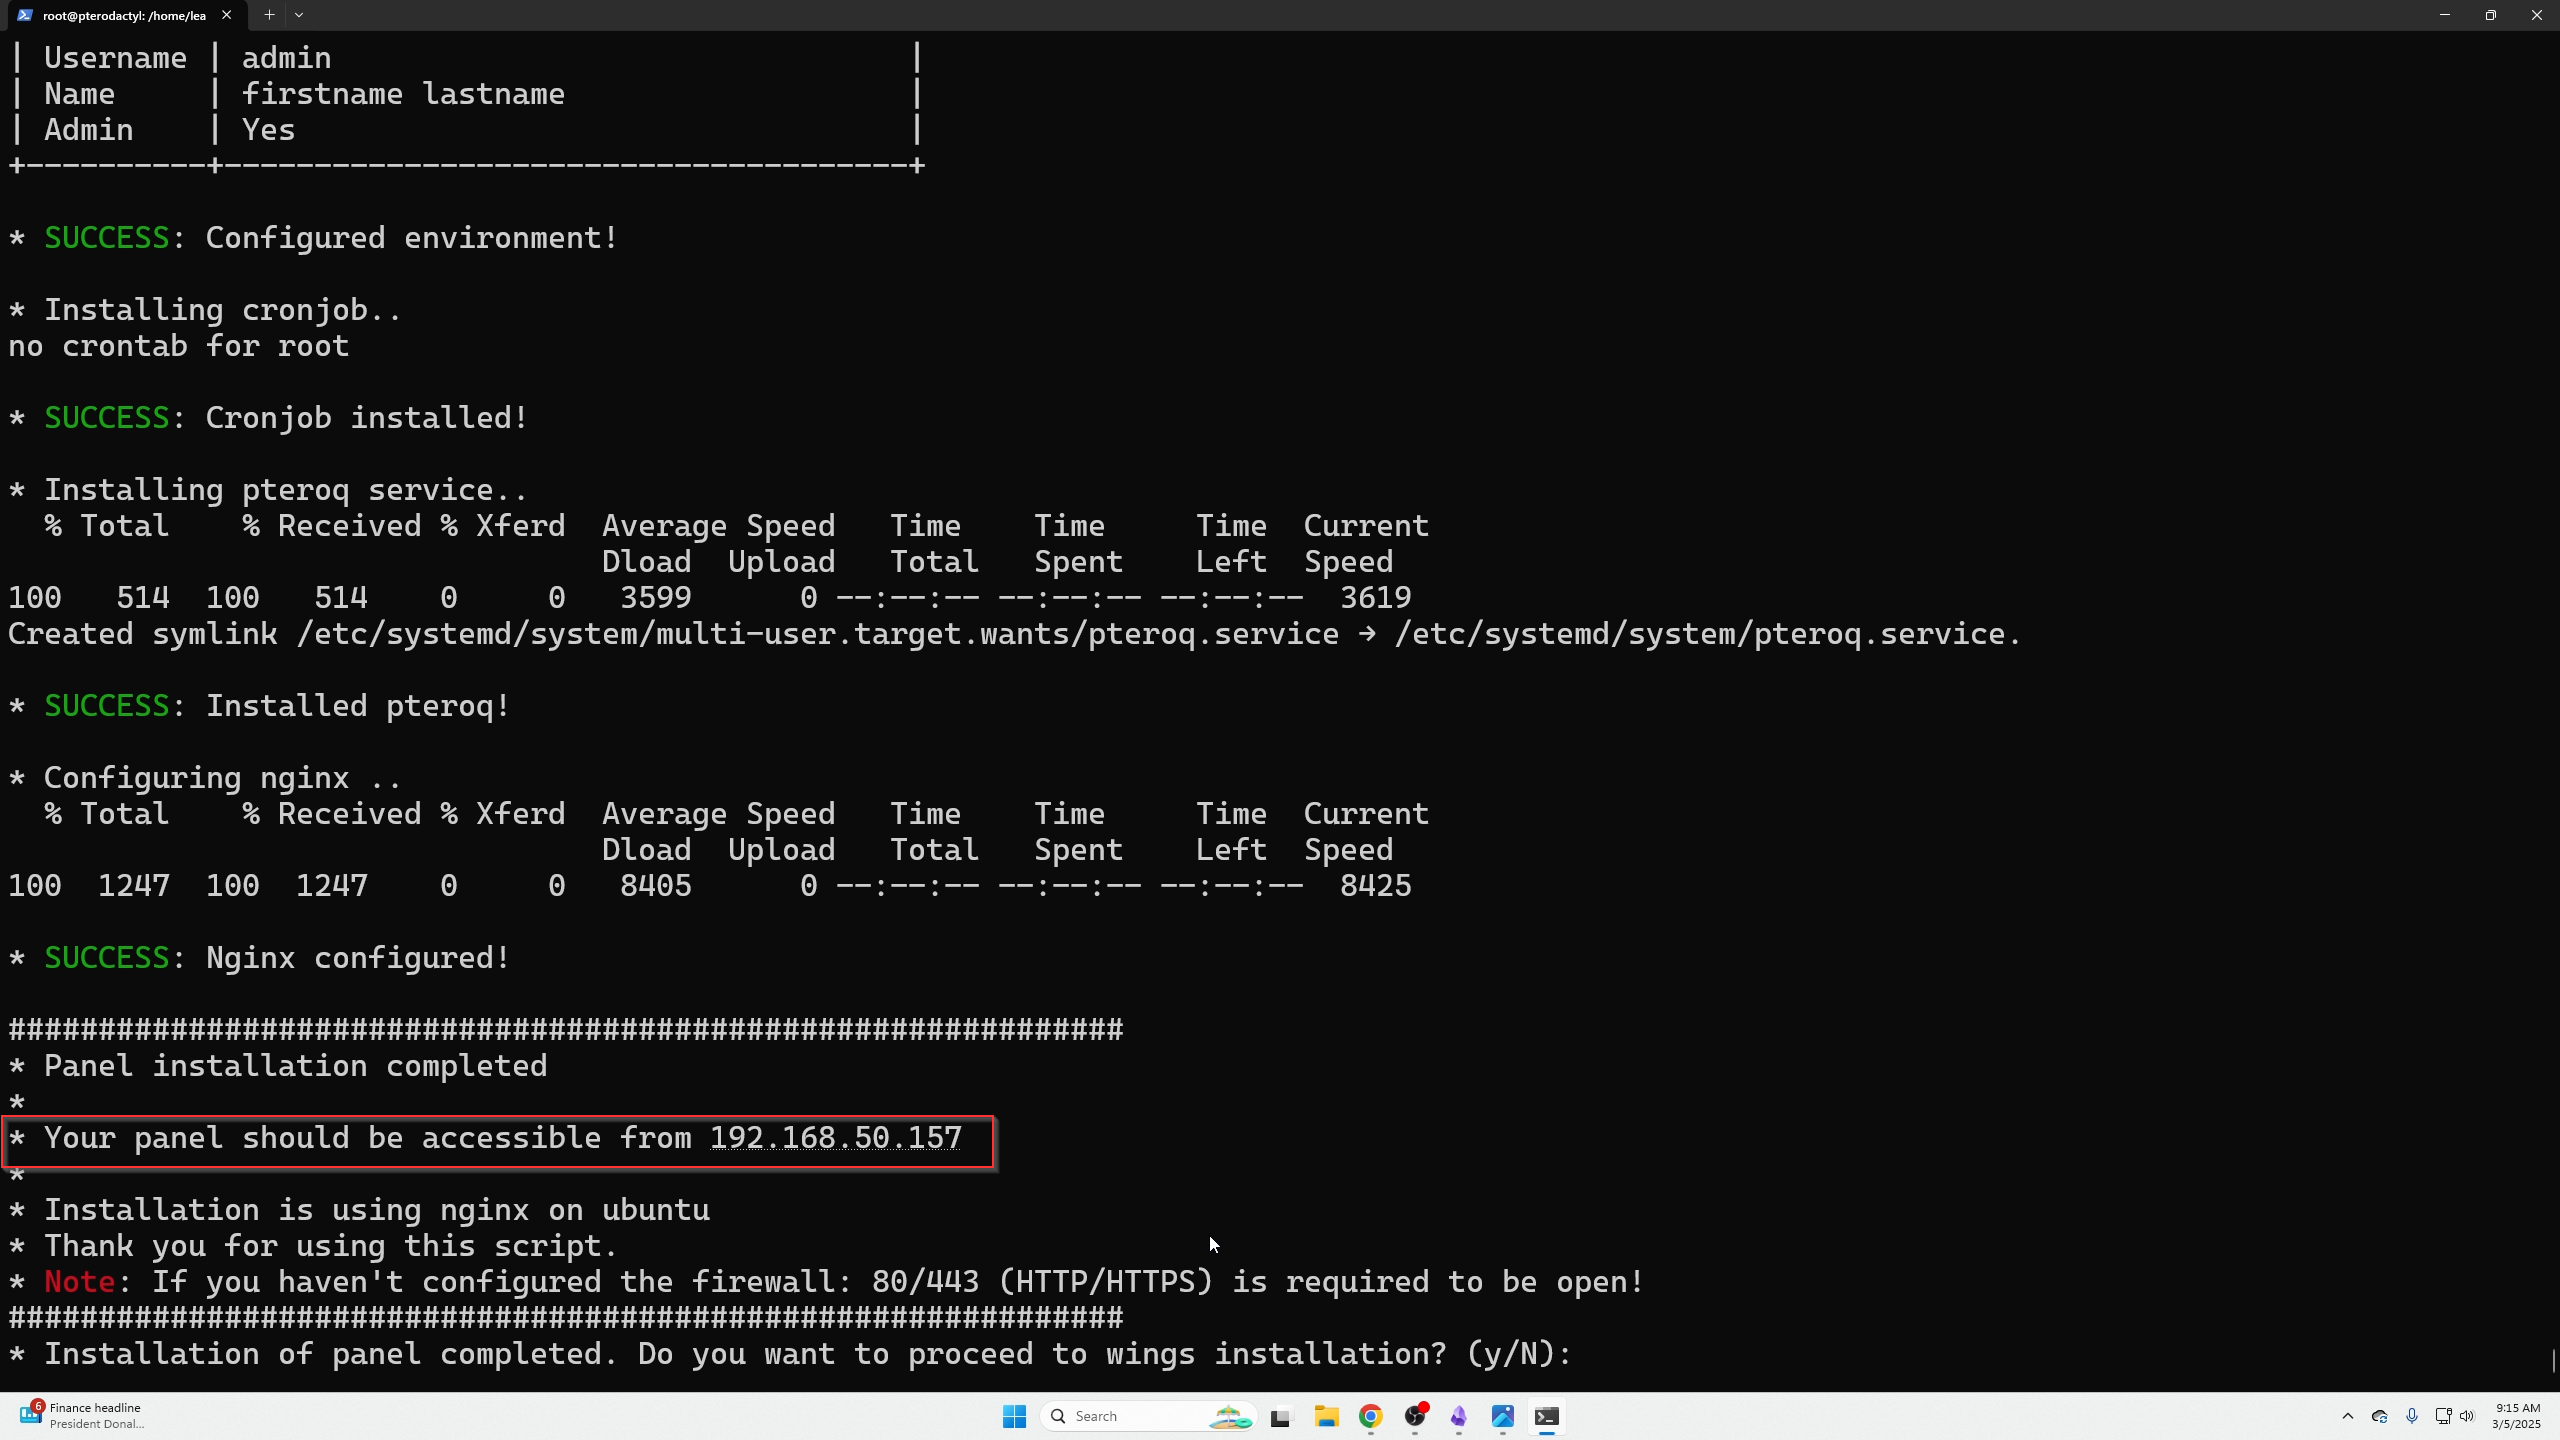 root@pterodactyl: /home/lea
| Username | admin |
| Name | firstname lastname |
| Admin | Yes |
+----------+--------------------------------------+
* SUCCESS: Configured environment!
* Installing cronjob..
no crontab for root
* SUCCESS: Cronjob installed!
* Installing pteroq service..
% Total % Received % Xferd Average Speed Time Time Time Current
Dload Upload Total Spent Left Speed
100 514 100 514 0 0 3599 0 --:--:-- --:--:-- --:--:-- 3619
Created symlink /etc/systemd/system/multi-user.target.wants/pteroq.service → /etc/systemd/system/pteroq.service.
* SUCCESS: Installed pteroq!
* Configuring nginx ..
% Total % Received % Xferd Average Speed Time Time Time Current
Dload Upload Total Spent Left Speed
100 1247 100 1247 0 0 8405 0 --:--:-- --:--:-- --:--:-- 8425
* SUCCESS: Nginx configured!
##############################################################
* Panel installation completed
*
* Your panel should be accessible from 192.168.50.157
*
* Installation is using nginx on ubuntu
* Thank you for using this script.
* Note: If you haven't configured the firewall: 80/443 (HTTP/HTTPS) is required to be open!
##############################################################
* Installation of panel completed. Do you want to proceed to wings installation? (y/N):
6
Finance headline
President Donal...
Search
9:15 AM
3/5/2025